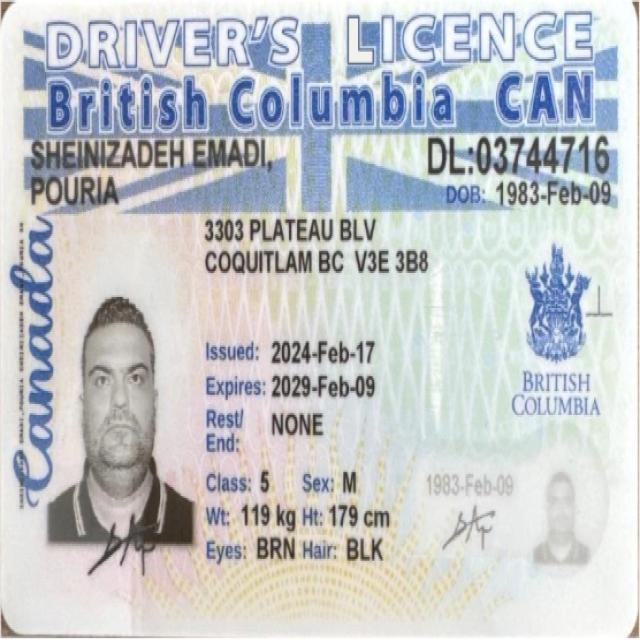 DRIVER'S LICENCE
British Columbia CAN
SHEINIZADEH EMADI,
POURIA
DL:03744716
DOB: 1983-Feb-09
Canada
3303 PLATEAU BLV
COQUITLAM BC V3E 3B8
Issued: 2024-Feb-17
Expires: 2029-Feb-09
Rest/
End: NONE
Class: 5 Sex: M
Wt: 119 kg Ht: 179 cm
Eyes: BRN Hair: BLK
BRITISH
COLUMBIA
1983-Feb-09